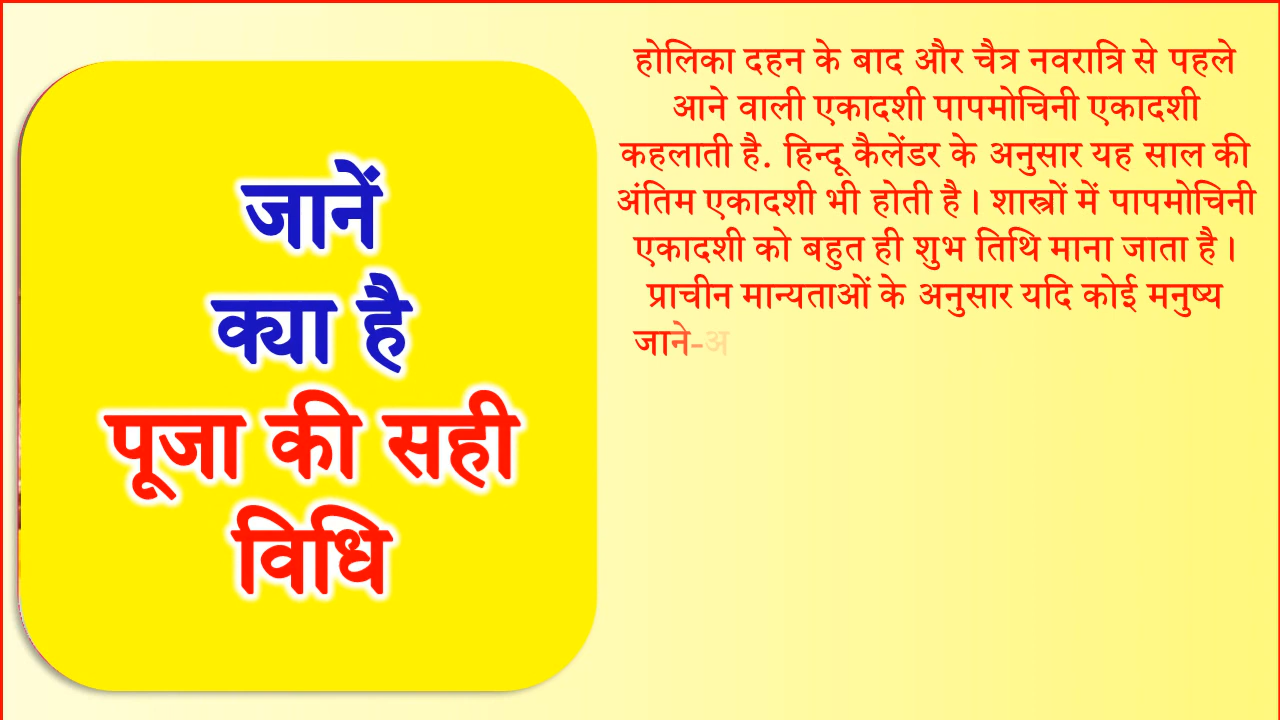 जानें
क्या है
पूजा की सही
विधि
होलिका दहन के बाद और चैत्र नवरात्रि से पहले
आने वाली एकादशी पापमोचिनी एकादशी
कहलाती है. हिन्दू कैलेंडर के अनुसार यह साल की
अंतिम एकादशी भी होती है। शास्त्रों में पापमोचिनी
एकादशी को बहुत ही शुभ तिथि माना जाता है।
प्राचीन मान्यताओं के अनुसार यदि कोई मनुष्य
जाने-अ